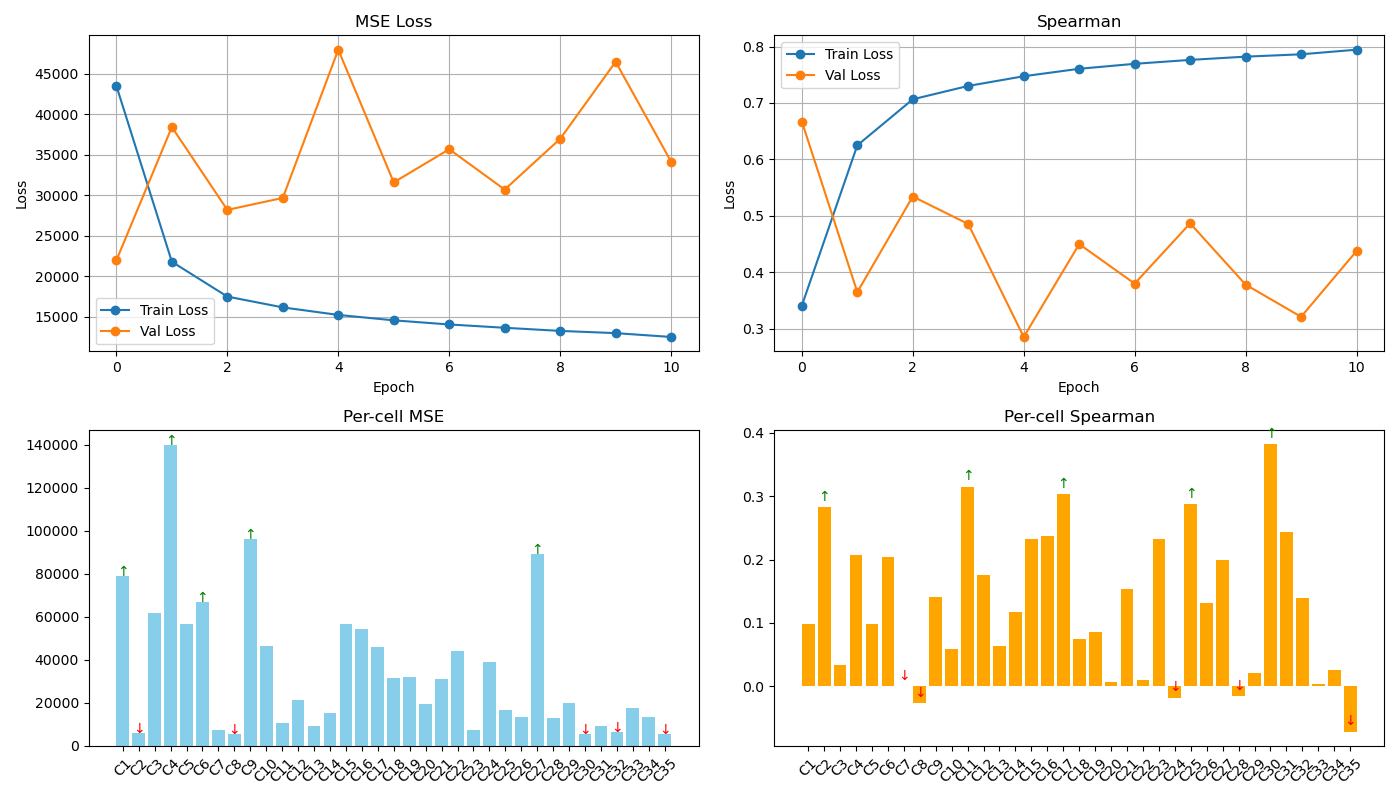 MSE Loss
Loss
45000
40000
35000
30000
25000
20000
15000
Train Loss
Val Loss
0 2 4 6 8 10
Epoch
Spearman
Loss
0.8
0.7
0.6
0.5
0.4
0.3
Train Loss
Val Loss
0 2 4 6 8 10
Epoch
Per-cell MSE
140000
120000
100000
80000
60000
40000
20000
0
↑ ↓ ↑ ↑ ↓ ↑ ↑ ↓ ↓ ↓
C1 C2 C3 C4 C5 C6 C7 C8 C9 C10 C11 C12 C13 C14 C15 C16 C17 C18 C19 C20 C21 C22 C23 C24 C25 C26 C27 C28 C29 C30 C31 C32 C33 C34 C35
Per-cell Spearman
0.4
0.3
0.2
0.1
0.0
↑ ↓ ↓ ↑ ↑ ↓ ↑ ↓ ↑ ↓
C1 C2 C3 C4 C5 C6 C7 C8 C9 C10 C11 C12 C13 C14 C15 C16 C17 C18 C19 C20 C21 C22 C23 C24 C25 C26 C27 C28 C29 C30 C31 C32 C33 C34 C35